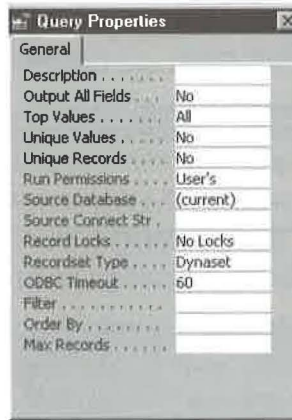 Query Properties
General
Description . . . . . . .
Output All Fields . . . No
Top Values . . . . . . . All
Unique Values . . . . No
Unique Records . . . . No
Run Permissions . . . . User's
Source Database . . . . (current)
Source Connect Str .
Record Locks . . . . . . No Locks
Recordset Type . . . . Dynaset
ODBC Timeout . . . . . 60
Filter . . . . . . . . . . .
Order By . . . . . . . .
Max Records . . . . . .